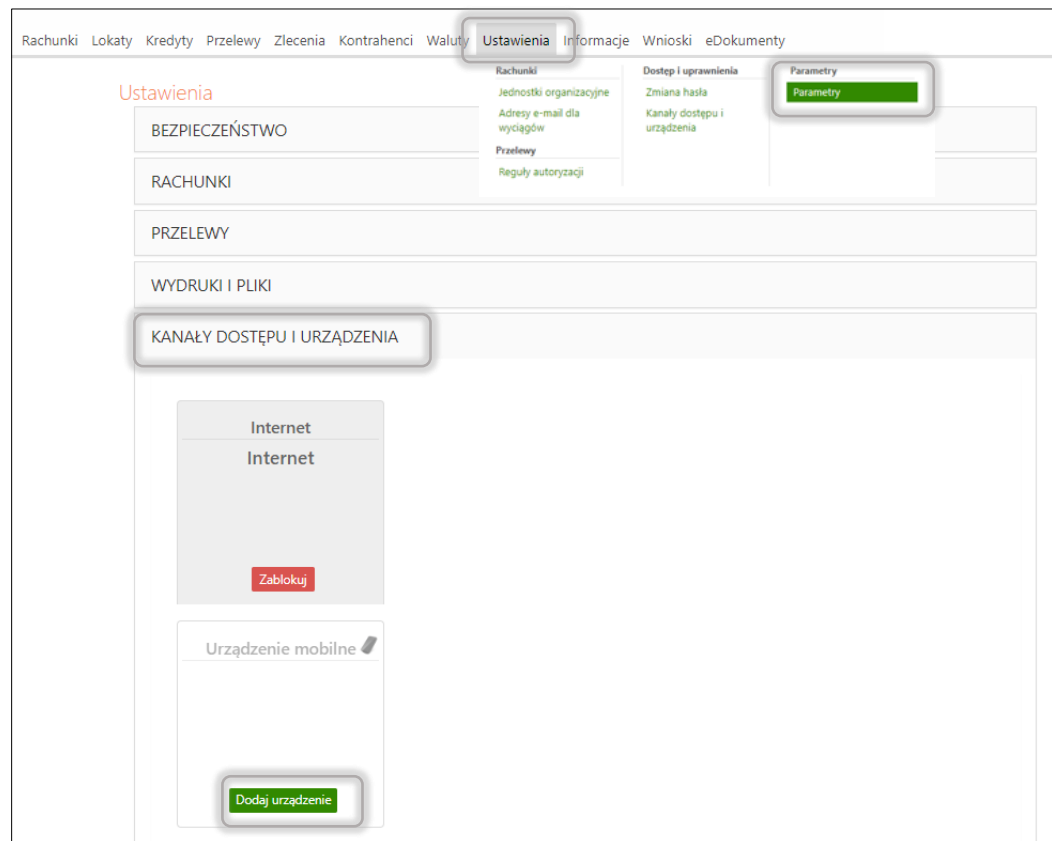 Rachunki Lokaty Kredyty Przelewy Zlecenia Kontrahenci Waluty Ustawienia Informacje Wnioski eDokumenty
Rachunki
Jednostki organizacyjne
Adresy e-mail dla
wyciągów
Przelewy
Reguły autoryzacji
Dostęp i uprawnienia
Zmiana hasła
Kanały dostępu i
urządzenia
Parametry
Parametry
Ustawienia
BEZPIECZEŃSTWO
RACHUNKI
PRZELEWY
WYDRUKI I PLIKI
KANAŁY DOSTĘPU I URZĄDZENIA
Internet
Internet
Zablokuj
Urządzenie mobilne
Dodaj urządzenie